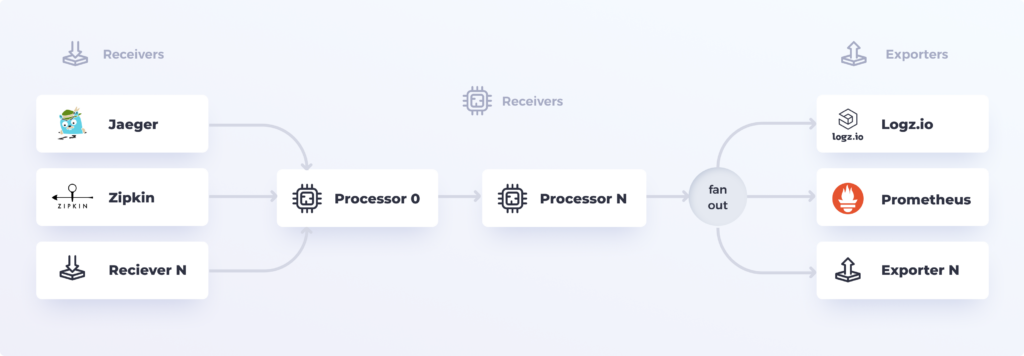 Receivers
Exporters
Receivers
Jaeger
logz.io
Logz.io
ZIPKIN
Zipkin
Processor 0
Processor N
fan
out
Prometheus
Reciever N
Exporter N